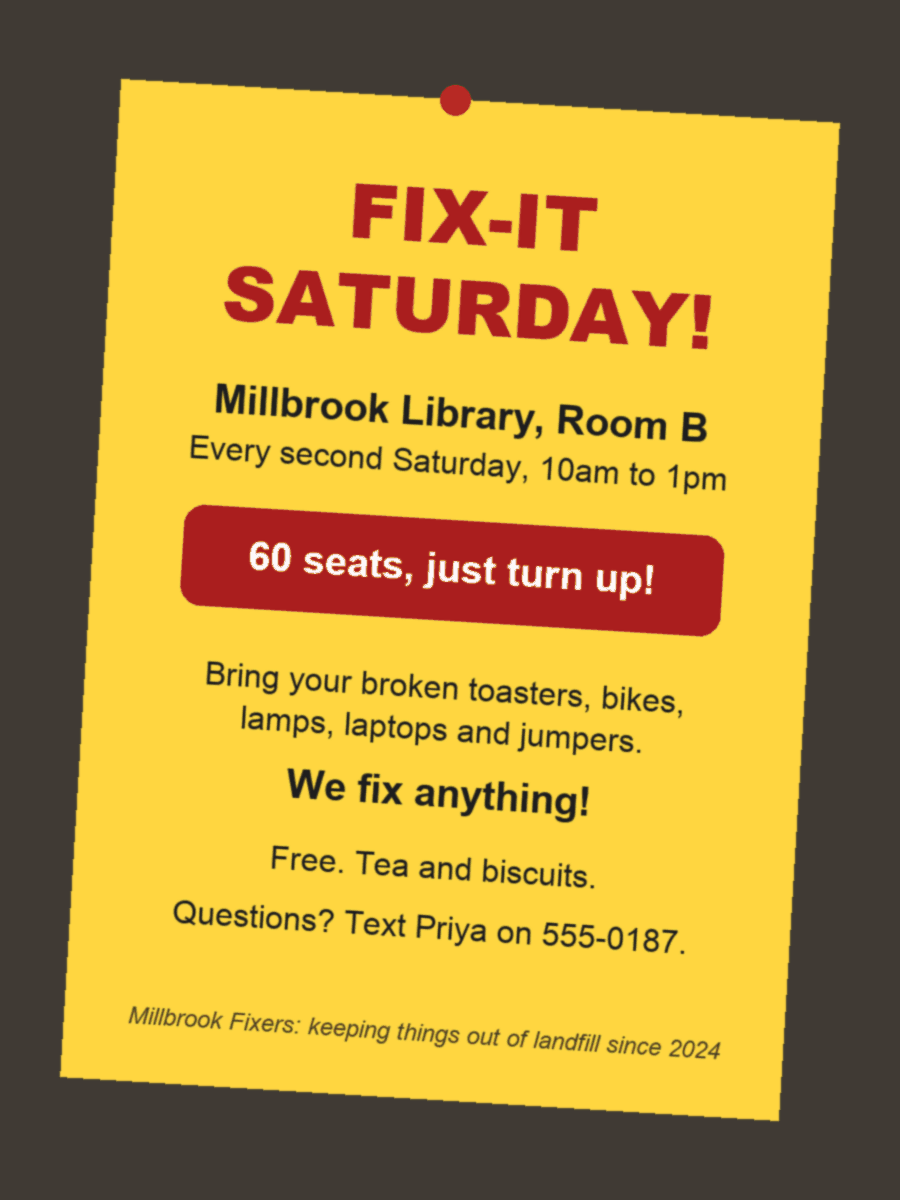 FIX-IT
SATURDAY!
Millbrook Library, Room B
Every second Saturday, 10am to 1pm
60 seats, just turn up!
Bring your broken toasters, bikes,
lamps, laptops and jumpers.
We fix anything!
Free. Tea and biscuits.
Questions? Text Priya on 555-0187.
Millbrook Fixers: keeping things out of landfill since 2024